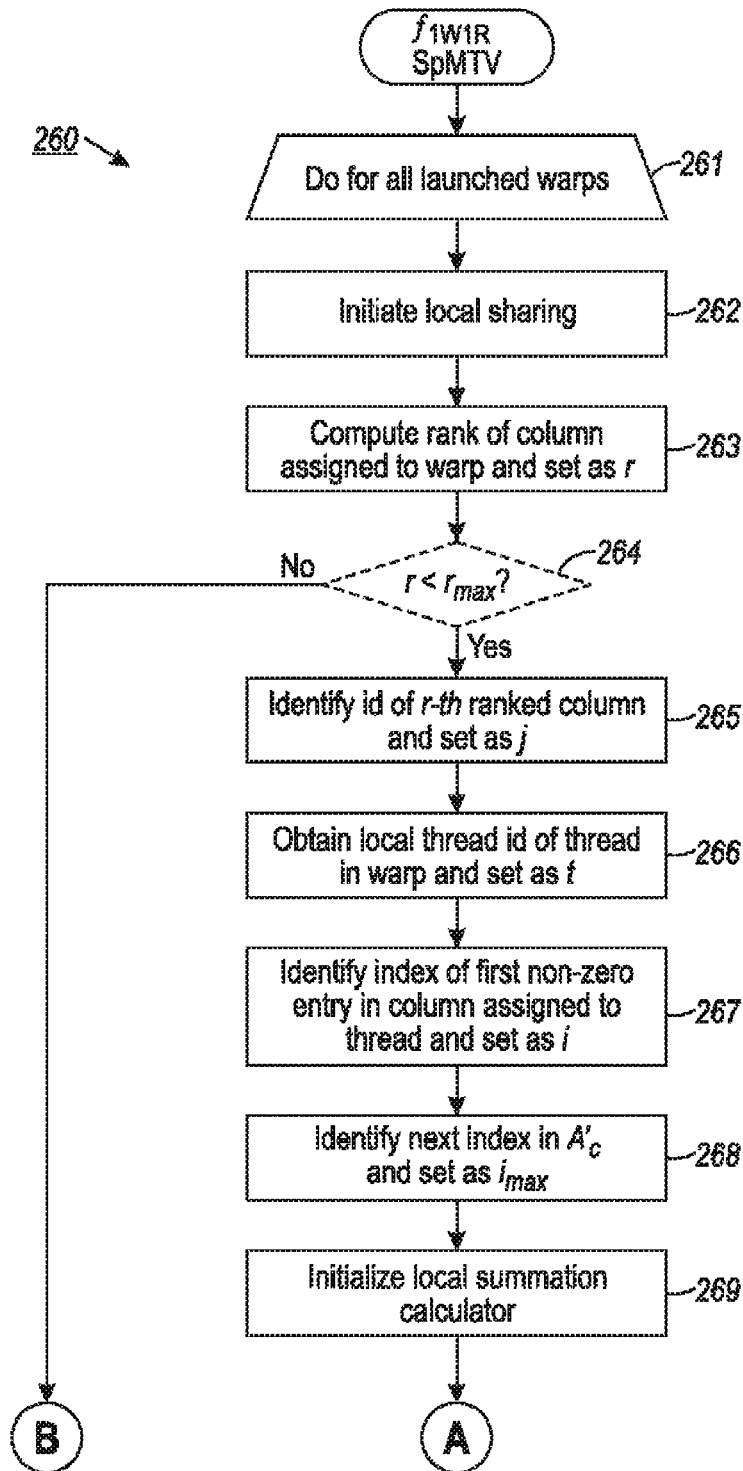 f1W1R
SpMTV
260
Do for all launched warps
261
Initiate local sharing
262
Compute rank of column
assigned to warp and set as r
263
264
No
r < rmax?
Yes
Identify id of r-th ranked column
and set as j
265
Obtain local thread id of thread
in warp and set as t
266
Identify index of first non-zero
entry in column assigned to
thread and set as i
267
Identify next index in A'c
and set as imax
268
Initialize local summation
calculator
269
B
A